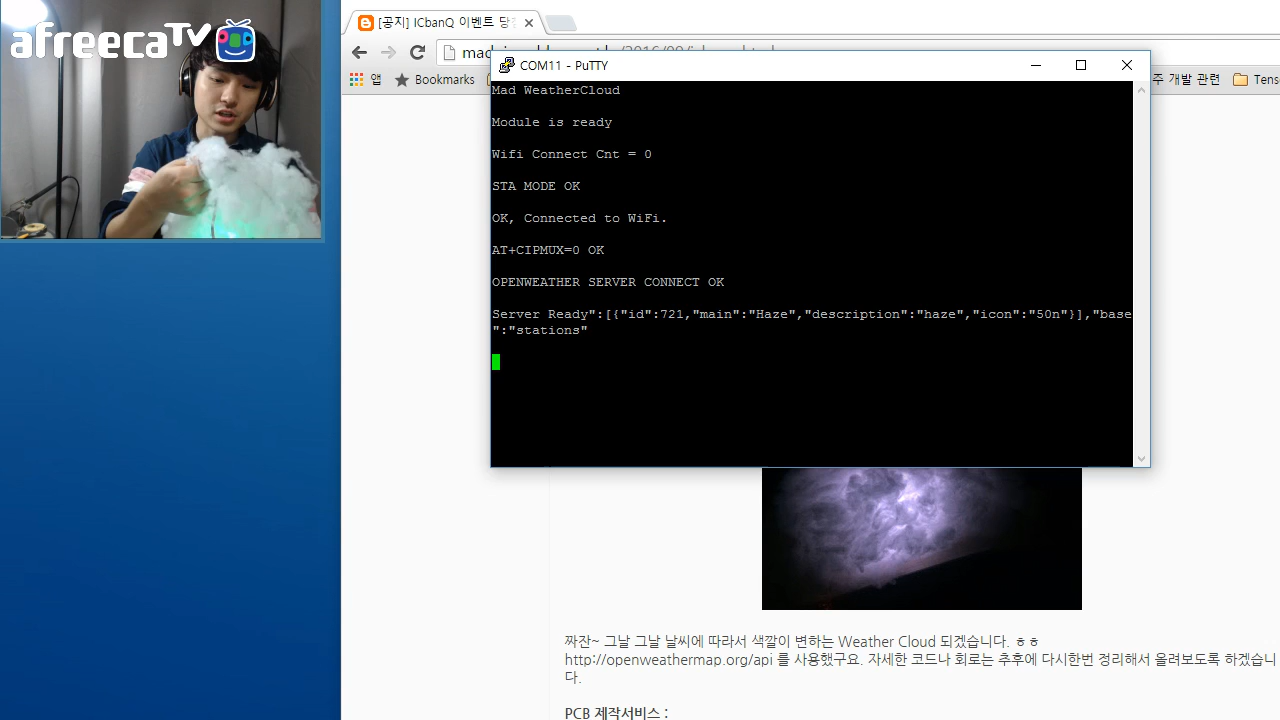 afreecaTV
[공지] ICbanQ 이벤트 당
앱
Bookmarks
주 개발 관련
Tens
COM11 - PuTTY
Mad WeatherCloud
Module is ready
Wifi Connect Cnt = 0
STA MODE OK
OK, Connected to WiFi.
AT+CIPMUX=0 OK
OPENWEATHER SERVER CONNECT OK
Server Ready":[{"id":721,"main":"Haze","description":"haze","icon":"50n"}],"base
":"stations"
짜잔~ 그날 그날 날씨에 따라서 색깔이 변하는 Weather Cloud 되겠습니다. ㅎㅎ
http://openweathermap.org/api 를 사용했구요. 자세한 코드나 회로는 추후에 다시한번 정리해서 올려보도록 하겠습니
다.
PCB 제작서비스 :